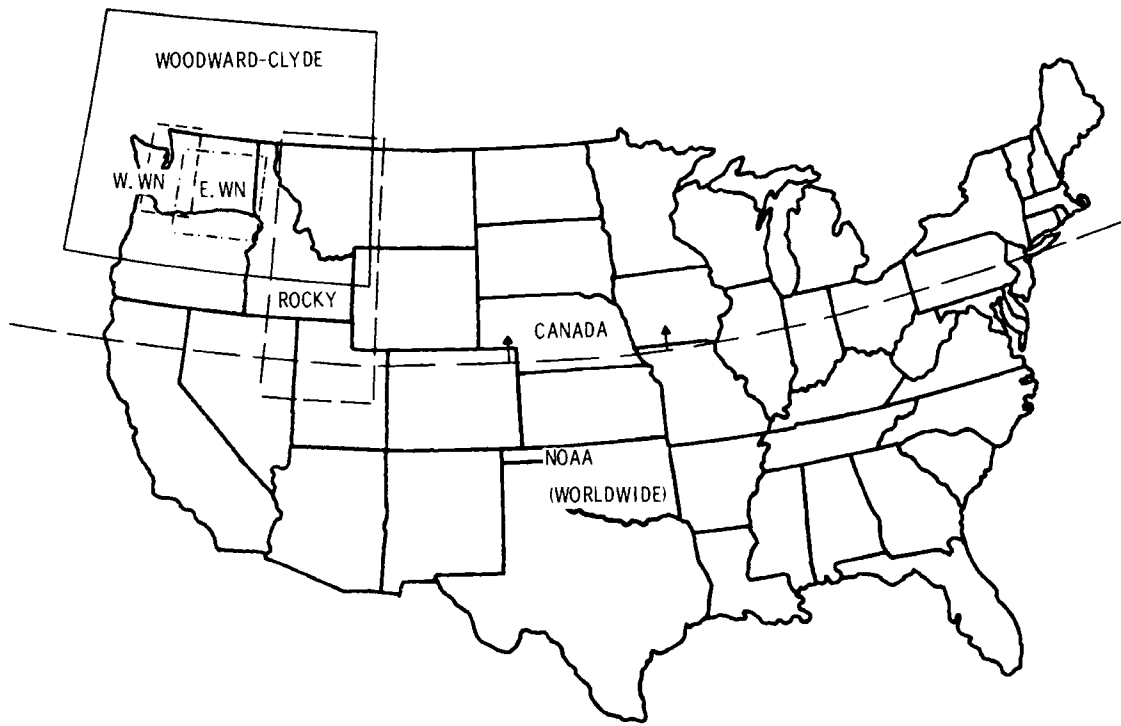 WOODWARD-CLYDE
W. WN
E. WN
ROCKY
CANADA
NOAA
(WORLDWIDE)